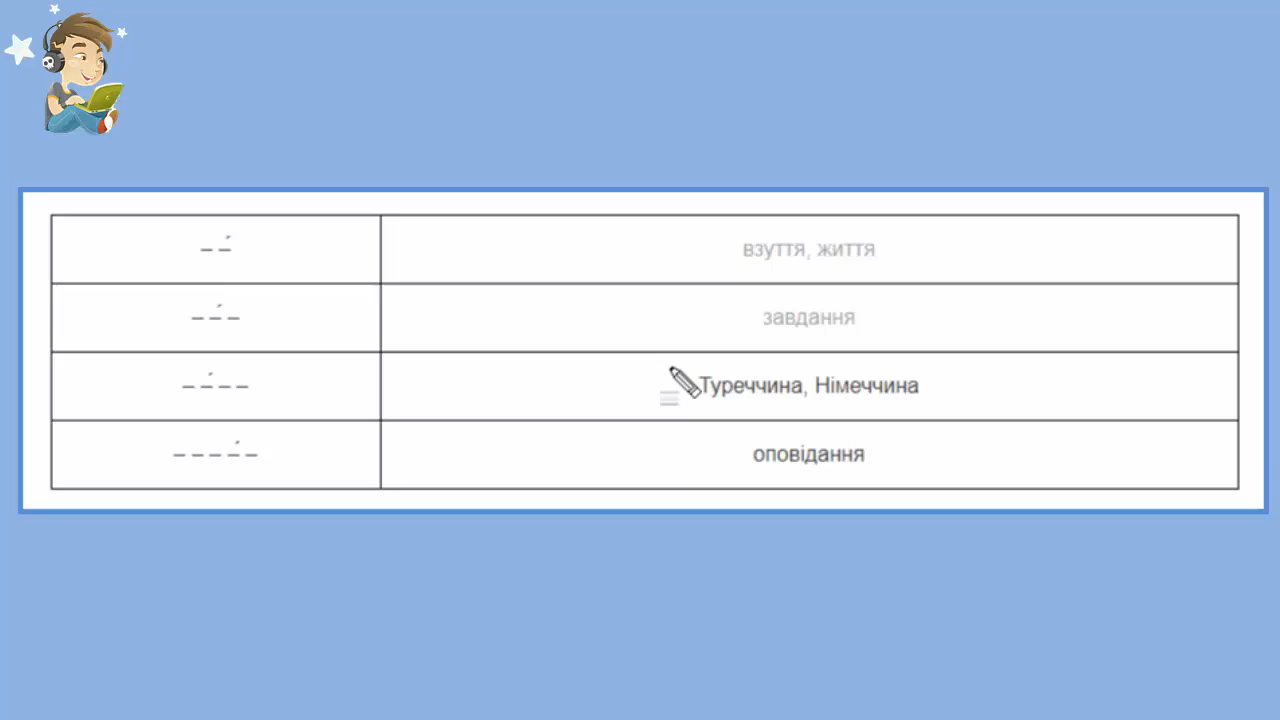 _ _́
взуття, життя
_ _́ _
завдання
_ _́ _ _
Туреччина, Німеччина
_ _ _ _́ _
оповідання